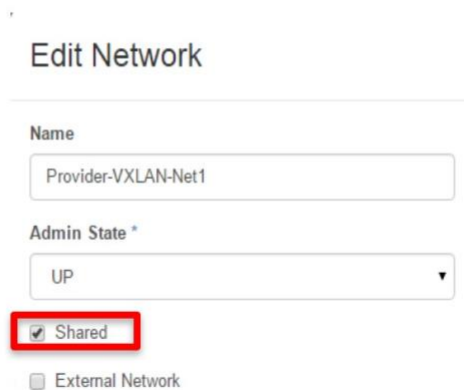 Edit Network
Name
Provider-VXLAN-Net1
Admin State *
UP
Shared
External Network